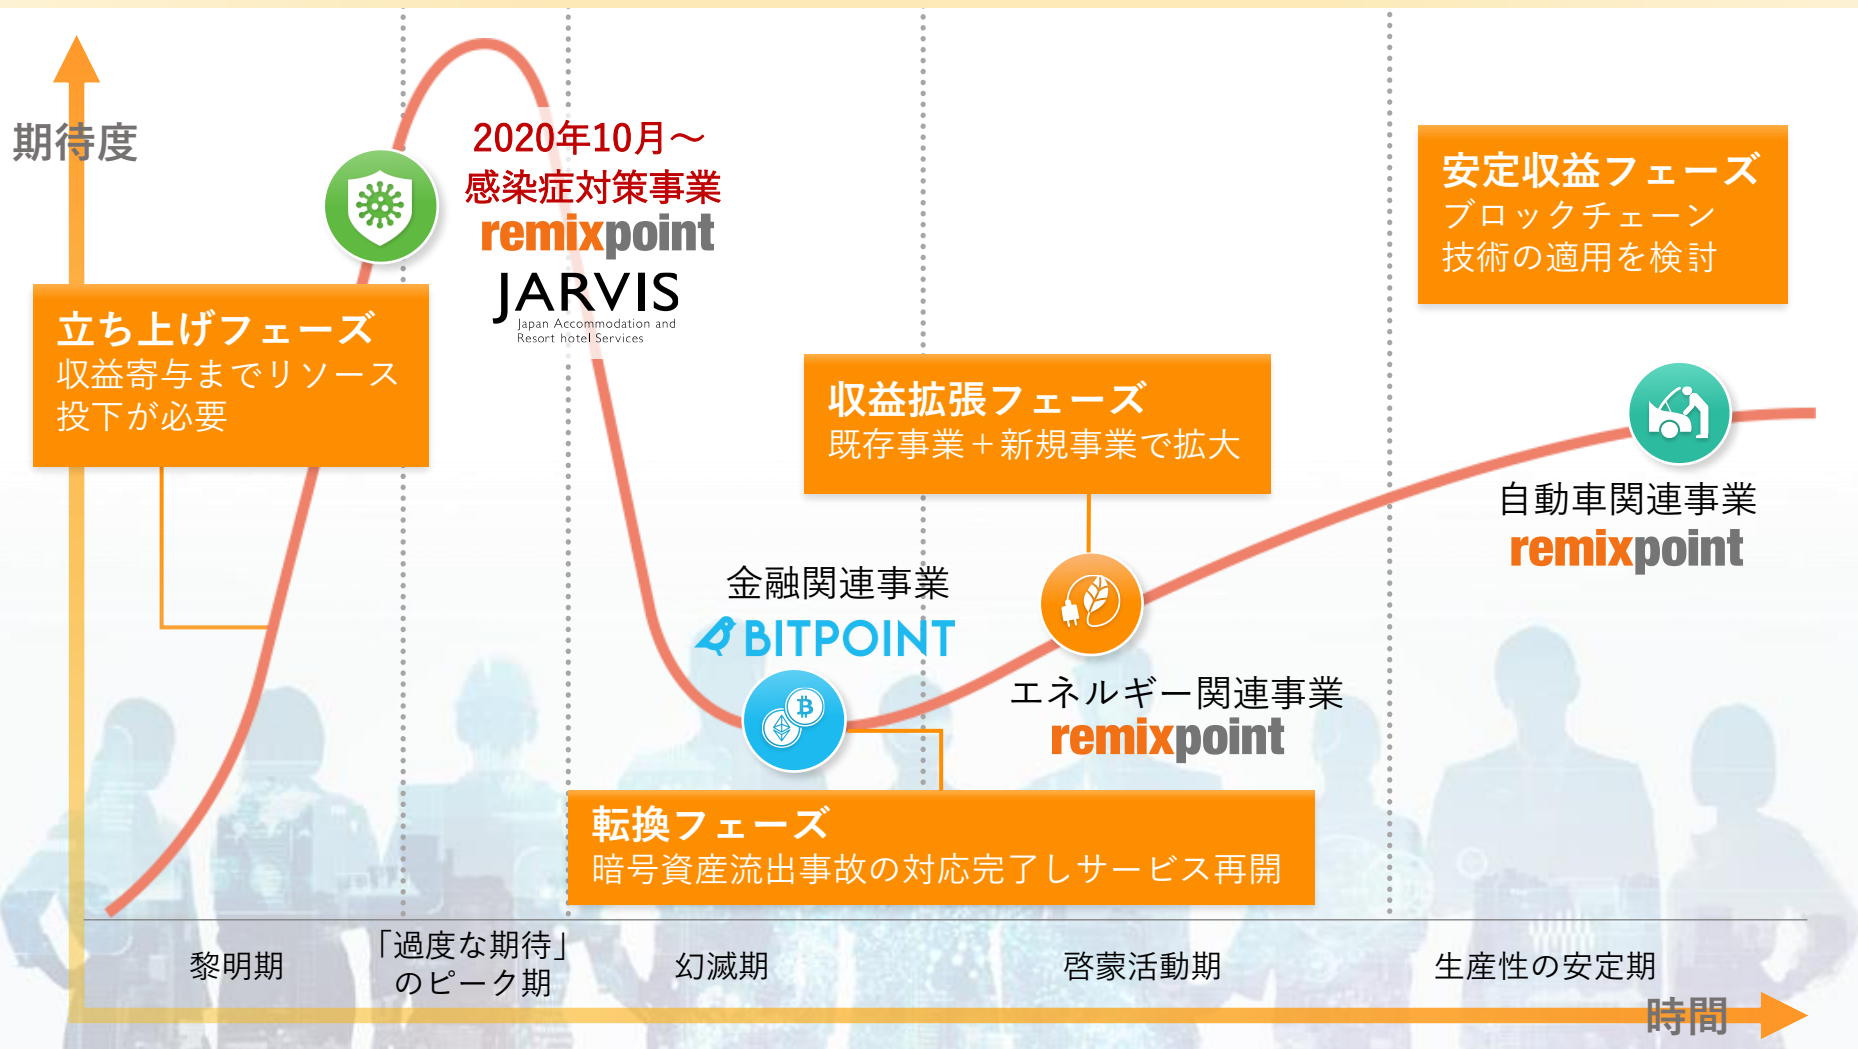 期待度
2020年10月～
感染症対策事業
remixpoint
JARVIS
Japan Accommodation and
Resort hotel Services
立ち上げフェーズ
収益寄与までリソース
投下が必要
安定収益フェーズ
ブロックチェーン
技術の適用を検討
収益拡張フェーズ
既存事業＋新規事業で拡大
自動車関連事業
remixpoint
金融関連事業
BITPOINT
エネルギー関連事業
remixpoint
転換フェーズ
暗号資産流出事故の対応完了しサービス再開
黎明期
「過度な期待」
のピーク期
幻滅期
啓蒙活動期
生産性の安定期
時間